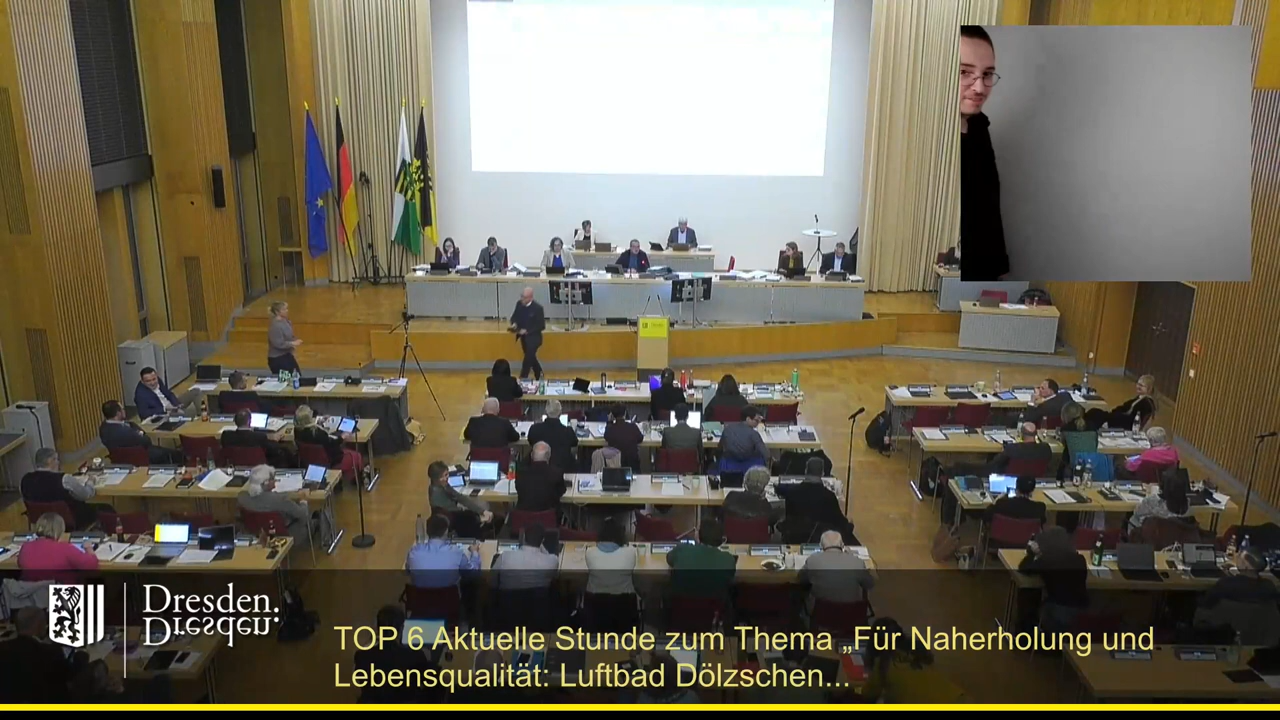 Dresden.
Dresden.
TOP 6 Aktuelle Stunde zum Thema „Für Naherholung und
Lebensqualität: Luftbad Dölzschen...